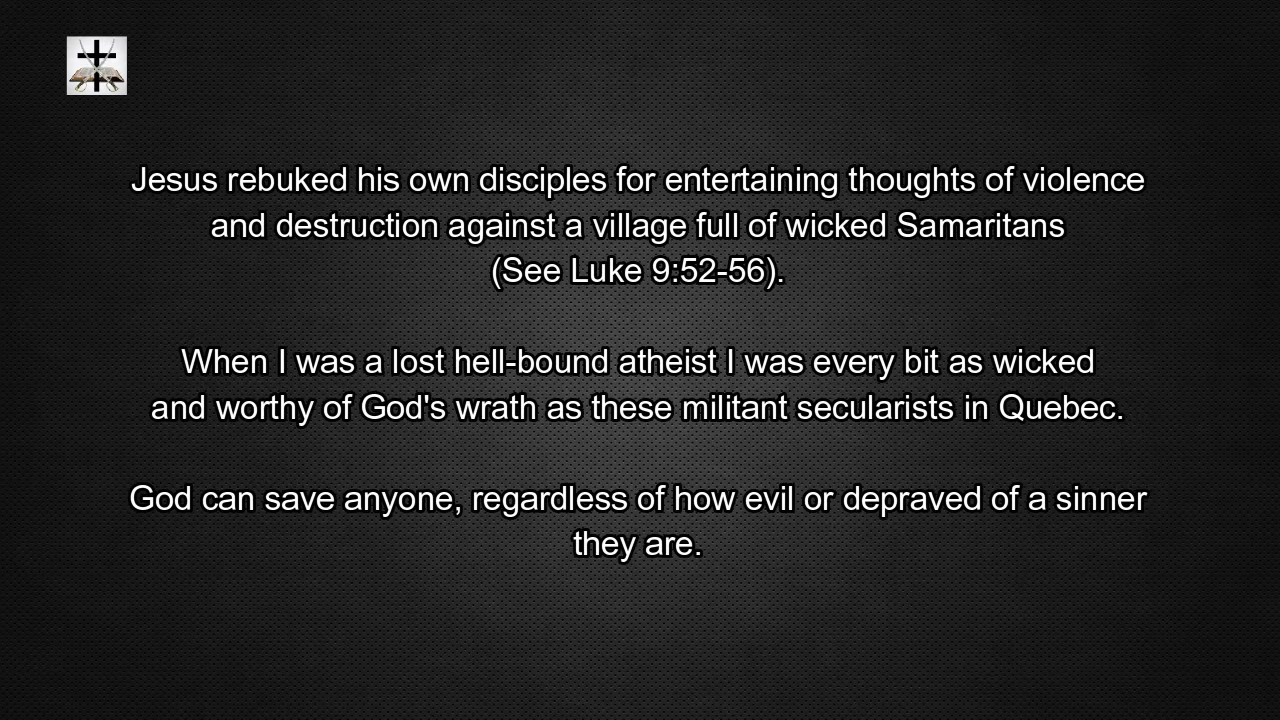 Jesus rebuked his own disciples for entertaining thoughts of violence
and destruction against a village full of wicked Samaritans
(See Luke 9:52-56).
When I was a lost hell-bound atheist I was every bit as wicked
and worthy of God's wrath as these militant secularists in Quebec.
God can save anyone, regardless of how evil or depraved of a sinner
they are.